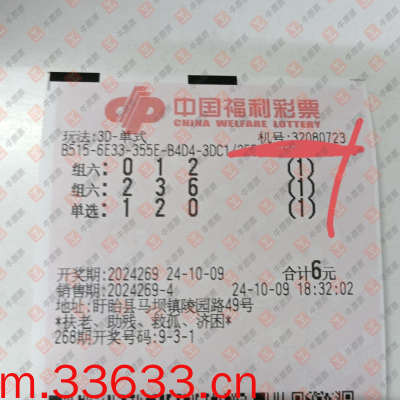 中国福利彩票
CHINA WELFARE LOTTERY
玩法:3D-单式 机号:32080723
B515-6E33-355E-B4D4-3DC1/
组六: 0 1 2 (1)
组六: 2 3 6 (1)
单选: 1 2 0 (1)
开奖期:2024269 24-10-09 合计6元
销售期:2024269-4 24-10-09 18:32:02
地址:盱眙县马坝镇陵园路49号
*扶老、助残、救孤、济困*
268期开奖号码:9-3-1
m.33633.cn